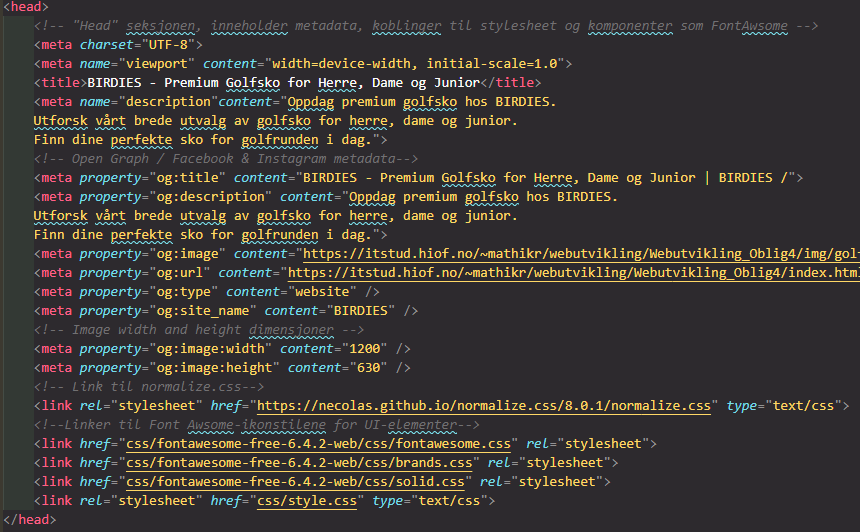 <head>
<!-- "Head" seksjonen, inneholder metadata, koblinger til stylesheet og komponenter som FontAwsome -->
<meta charset="UTF-8">
<meta name="viewport" content="width=device-width, initial-scale=1.0">
<title>BIRDIES - Premium Golfsko for Herre, Dame og Junior</title>
<meta name="description"content="Oppdag premium golfsko hos BIRDIES.
Utforsk vårt brede utvalg av golfsko for herre, dame og junior.
Finn dine perfekte sko for golfrunden i dag.">
<!-- Open Graph / Facebook & Instagram metadata-->
<meta property="og:title" content="BIRDIES - Premium Golfsko for Herre, Dame og Junior | BIRDIES /">
<meta property="og:description" content="Oppdag premium golfsko hos BIRDIES.
Utforsk vårt brede utvalg av golfsko for herre, dame og junior.
Finn dine perfekte sko for golfrunden i dag.">
<meta property="og:image" content="https://itstud.hiof.no/~mathikr/webutvikling/Webutvikling_Oblig4/img/gol
<meta property="og:url" content="https://itstud.hiof.no/~mathikr/webutvikling/Webutvikling_Oblig4/index.html
<meta property="og:type" content="website" />
<meta property="og:site_name" content="BIRDIES" />
<!-- Image width and height dimensjoner -->
<meta property="og:image:width" content="1200" />
<meta property="og:image:height" content="630" />
<!-- Link til normalize.css-->
<link rel="stylesheet" href="https://necolas.github.io/normalize.css/8.0.1/normalize.css" type="text/css">
<!--Linker til Font Awsome-ikonstilene for UI-elementer-->
<link href="css/fontawesome-free-6.4.2-web/css/fontawesome.css" rel="stylesheet">
<link href="css/fontawesome-free-6.4.2-web/css/brands.css" rel="stylesheet">
<link href="css/fontawesome-free-6.4.2-web/css/solid.css" rel="stylesheet">
<link rel="stylesheet" href="css/style.css" type="text/css">
</head>